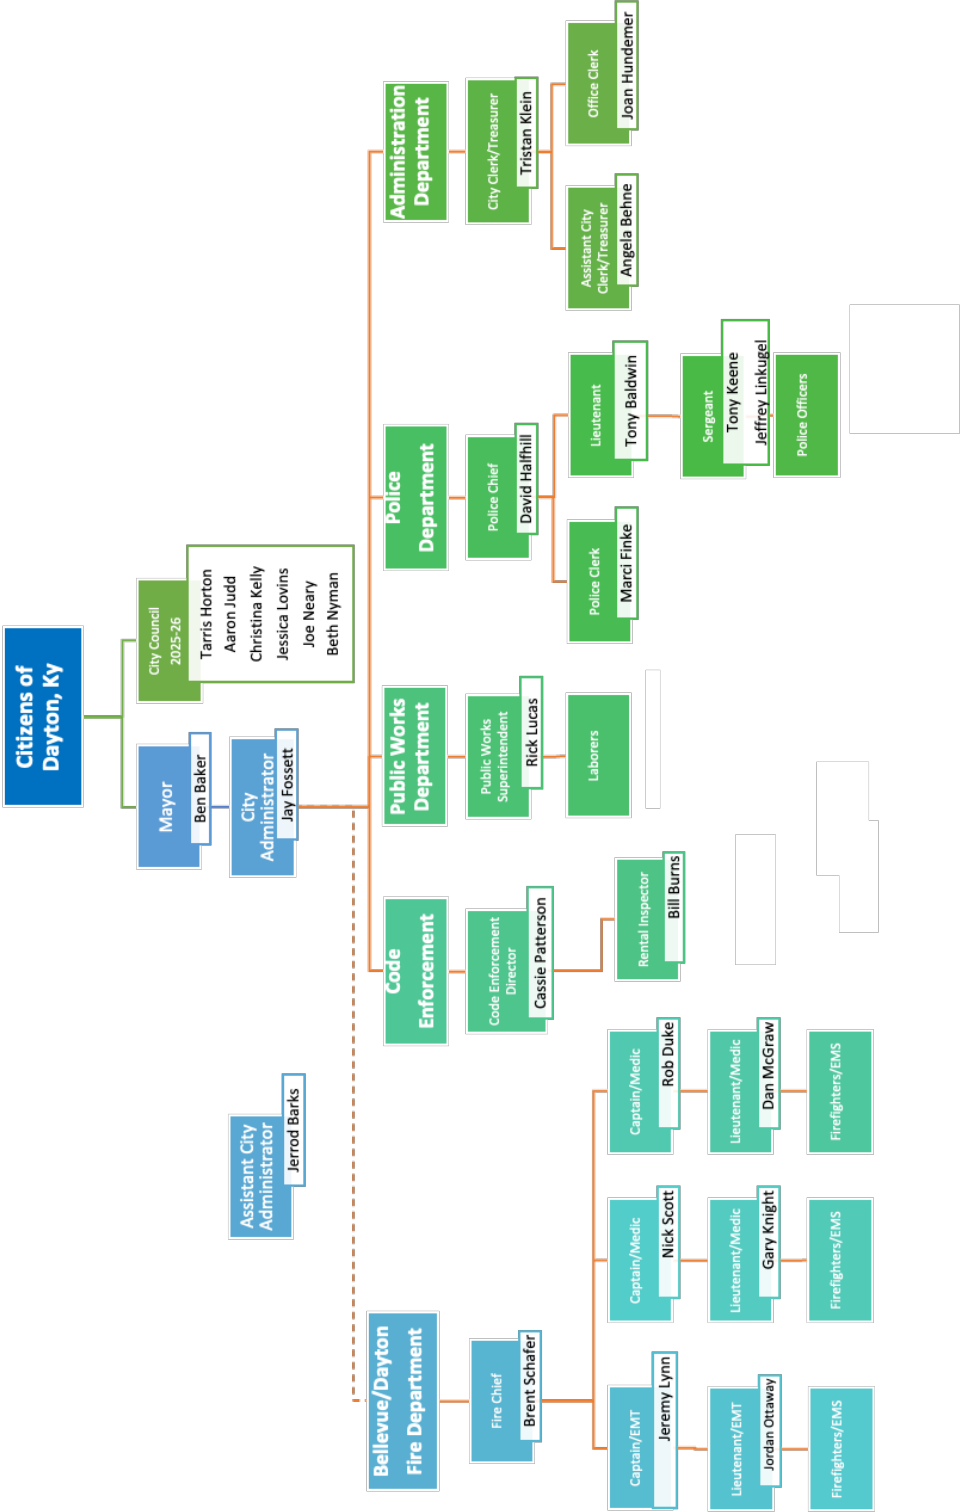 Citizens of
Dayton, Ky
Mayor
Ben Baker
City Council
2025-26
Tarris Horton
Aaron Judd
Christina Kelly
Jessica Lovins
Joe Neary
Beth Nyman
Assistant City
Administrator
Jerrod Barks
City
Administrator
Jay Fossett
Bellevue/Dayton
Fire Department
Fire Chief
Brent Schafer
Captain/EMT
Jeremy Lynn
Lieutenant/EMT
Jordan Ottaway
Firefighters/EMS
Captain/Medic
Nick Scott
Lieutenant/Medic
Gary Knight
Firefighters/EMS
Captain/Medic
Rob Duke
Lieutenant/Medic
Dan McGraw
Firefighters/EMS
Code
Enforcement
Code Enforcement
Director
Cassie Patterson
Rental Inspector
Bill Burns
Public Works
Department
Public Works
Superintendent
Rick Lucas
Laborers
Police
Department
Police Chief
David Halfhill
Police Clerk
Marci Finke
Lieutenant
Tony Baldwin
Sergeant
Tony Keene
Jeffrey Linkugel
Police Officers
Administration
Department
City Clerk/Treasurer
Tristan Klein
Assistant City
Clerk/Treasurer
Angela Behne
Office Clerk
Joan Hundemer